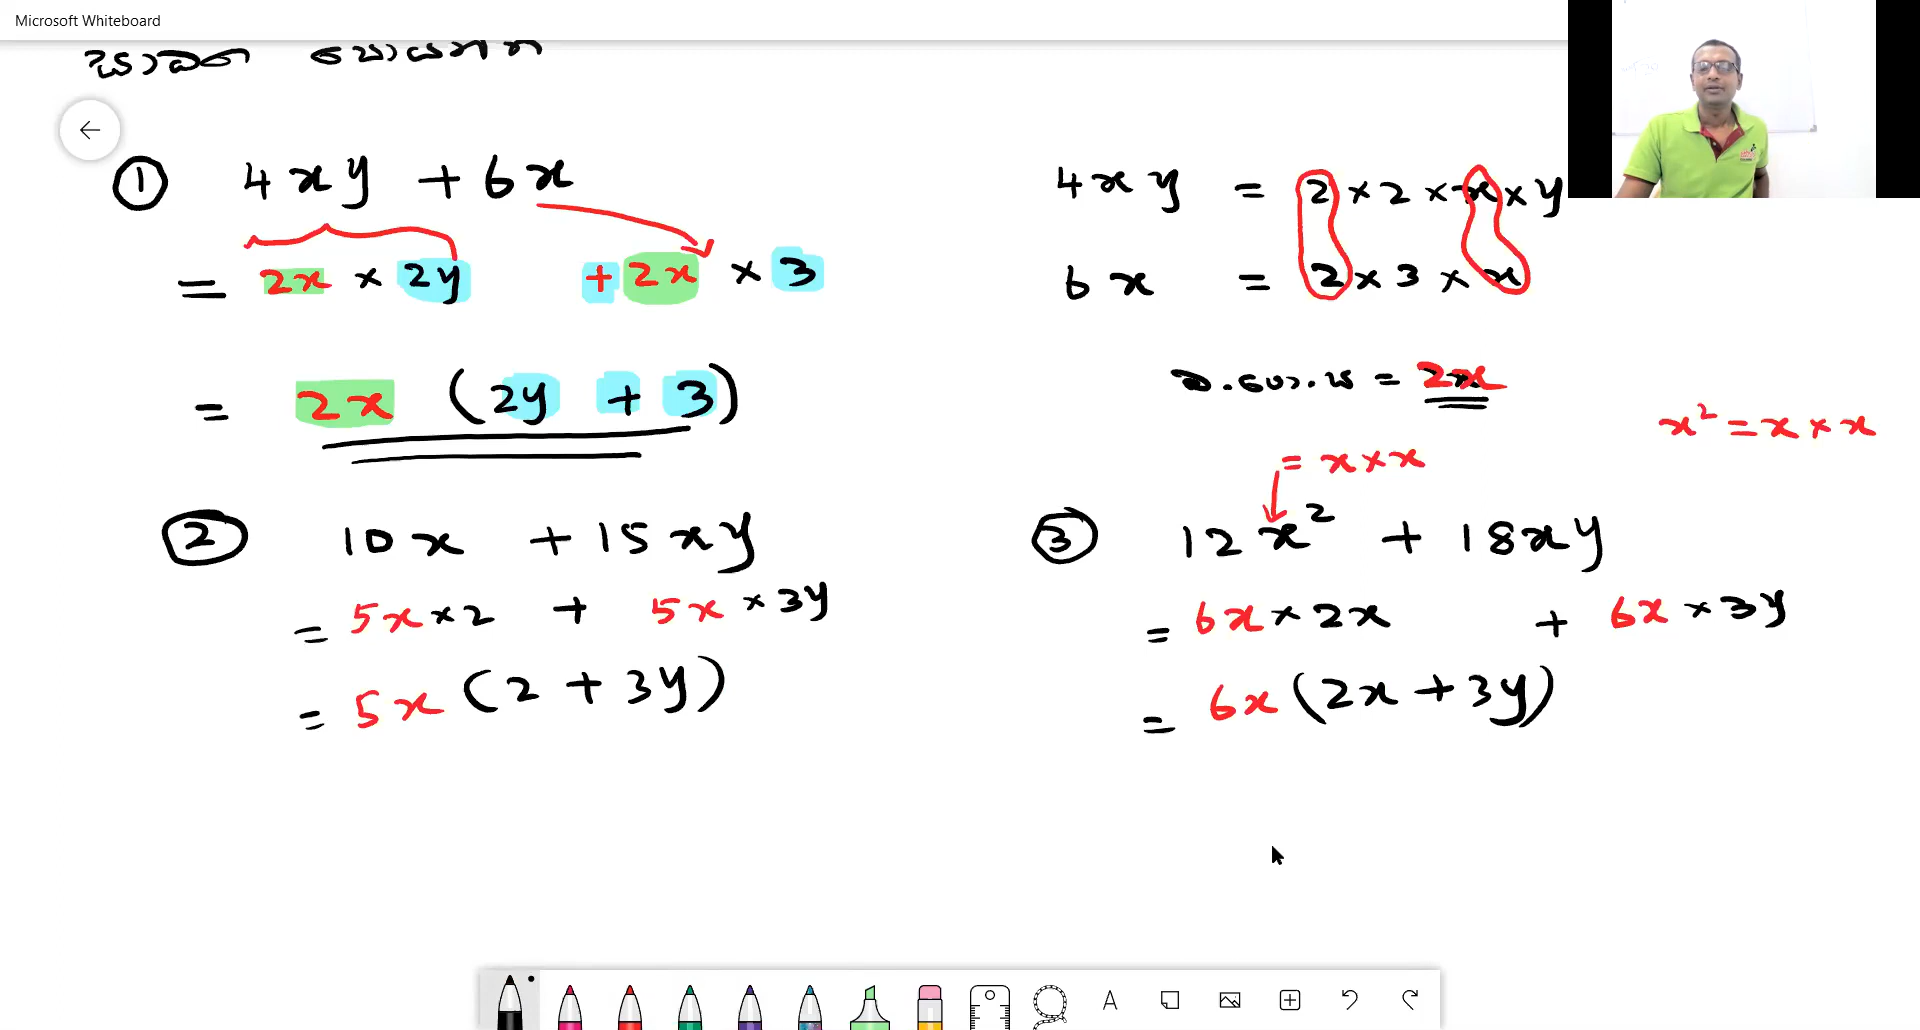 Microsoft Whiteboard
① 4xy + 6x
= 2x × 2y + 2x × 3
= 2x (2y + 3)
4xy = 2 × 2 × x × y
6x = 2 × 3 × x
= 2x
x² = x × x
= x × x
② 10x + 15xy
= 5x × 2 + 5x × 3y
= 5x (2 + 3y)
③ 12x² + 18xy
= 6x × 2x + 6x × 3y
= 6x (2x + 3y)
A